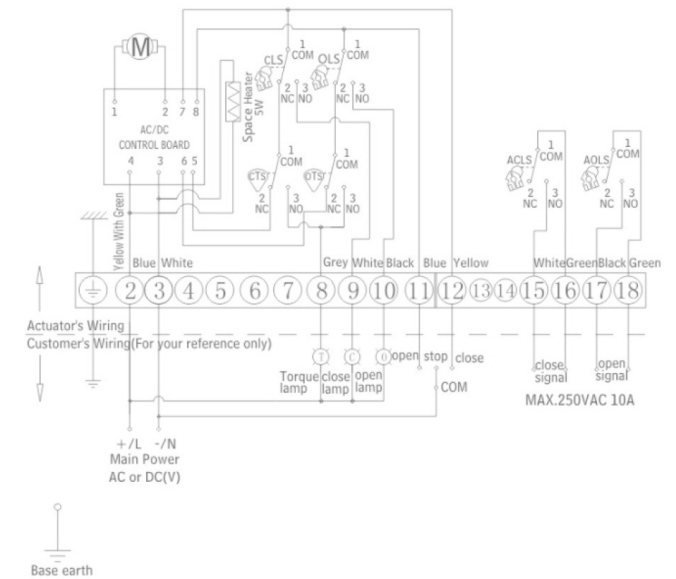 M
1 2 7 8
AC/DC
CONTROL BOARD
4 3 6 5
Space Heater
5W
CLS
1
COM
2
NC
3
NO
OLS
1
COM
2
NC
3
NO
CTS
1
COM
2
NC
3
NO
OTS
1
COM
2
NC
3
NO
ACLS
1
COM
2
NC
3
NO
AOLS
1
COM
2
NC
3
NO
Yellow With Green
Blue White Grey White Black Blue Yellow White Green Black Green
2 3 4 5 6 7 8 9 10 11 12 13 14 15 16 17 18
Actuator's Wiring
Customer's Wiring(For your reference only)
T C O
open stop close
Torque
lamp
close
lamp
open
lamp
COM
close
signal
open
signal
MAX.250VAC 10A
+/L -/N
Main Power
AC or DC(V)
Base earth